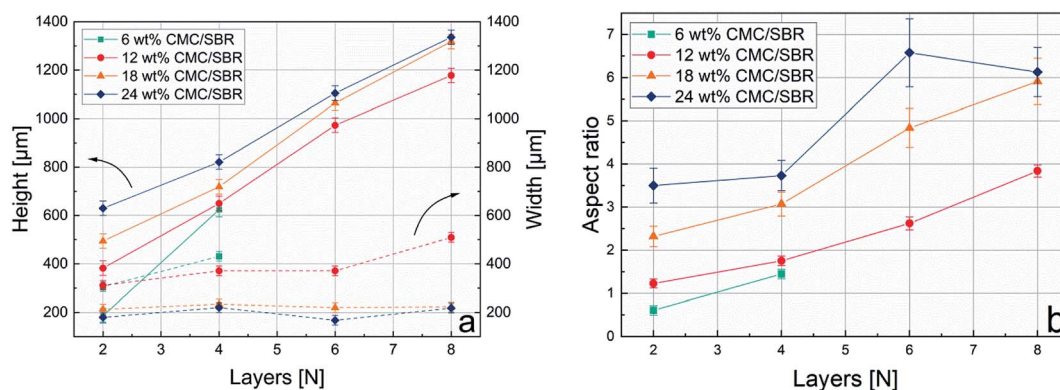 1400
1200
1000
800
600
400
200
Height [µm]
6 wt% CMC/SBR
12 wt% CMC/SBR
18 wt% CMC/SBR
24 wt% CMC/SBR
1400
1200
1000
800
600
400
200
Width [µm]
a
2 3 4 5 6 7 8
Layers [N]
7
6
5
4
3
2
1
0
Aspect ratio
6 wt% CMC/SBR
12 wt% CMC/SBR
18 wt% CMC/SBR
24 wt% CMC/SBR
b
2 3 4 5 6 7 8
Layers [N]